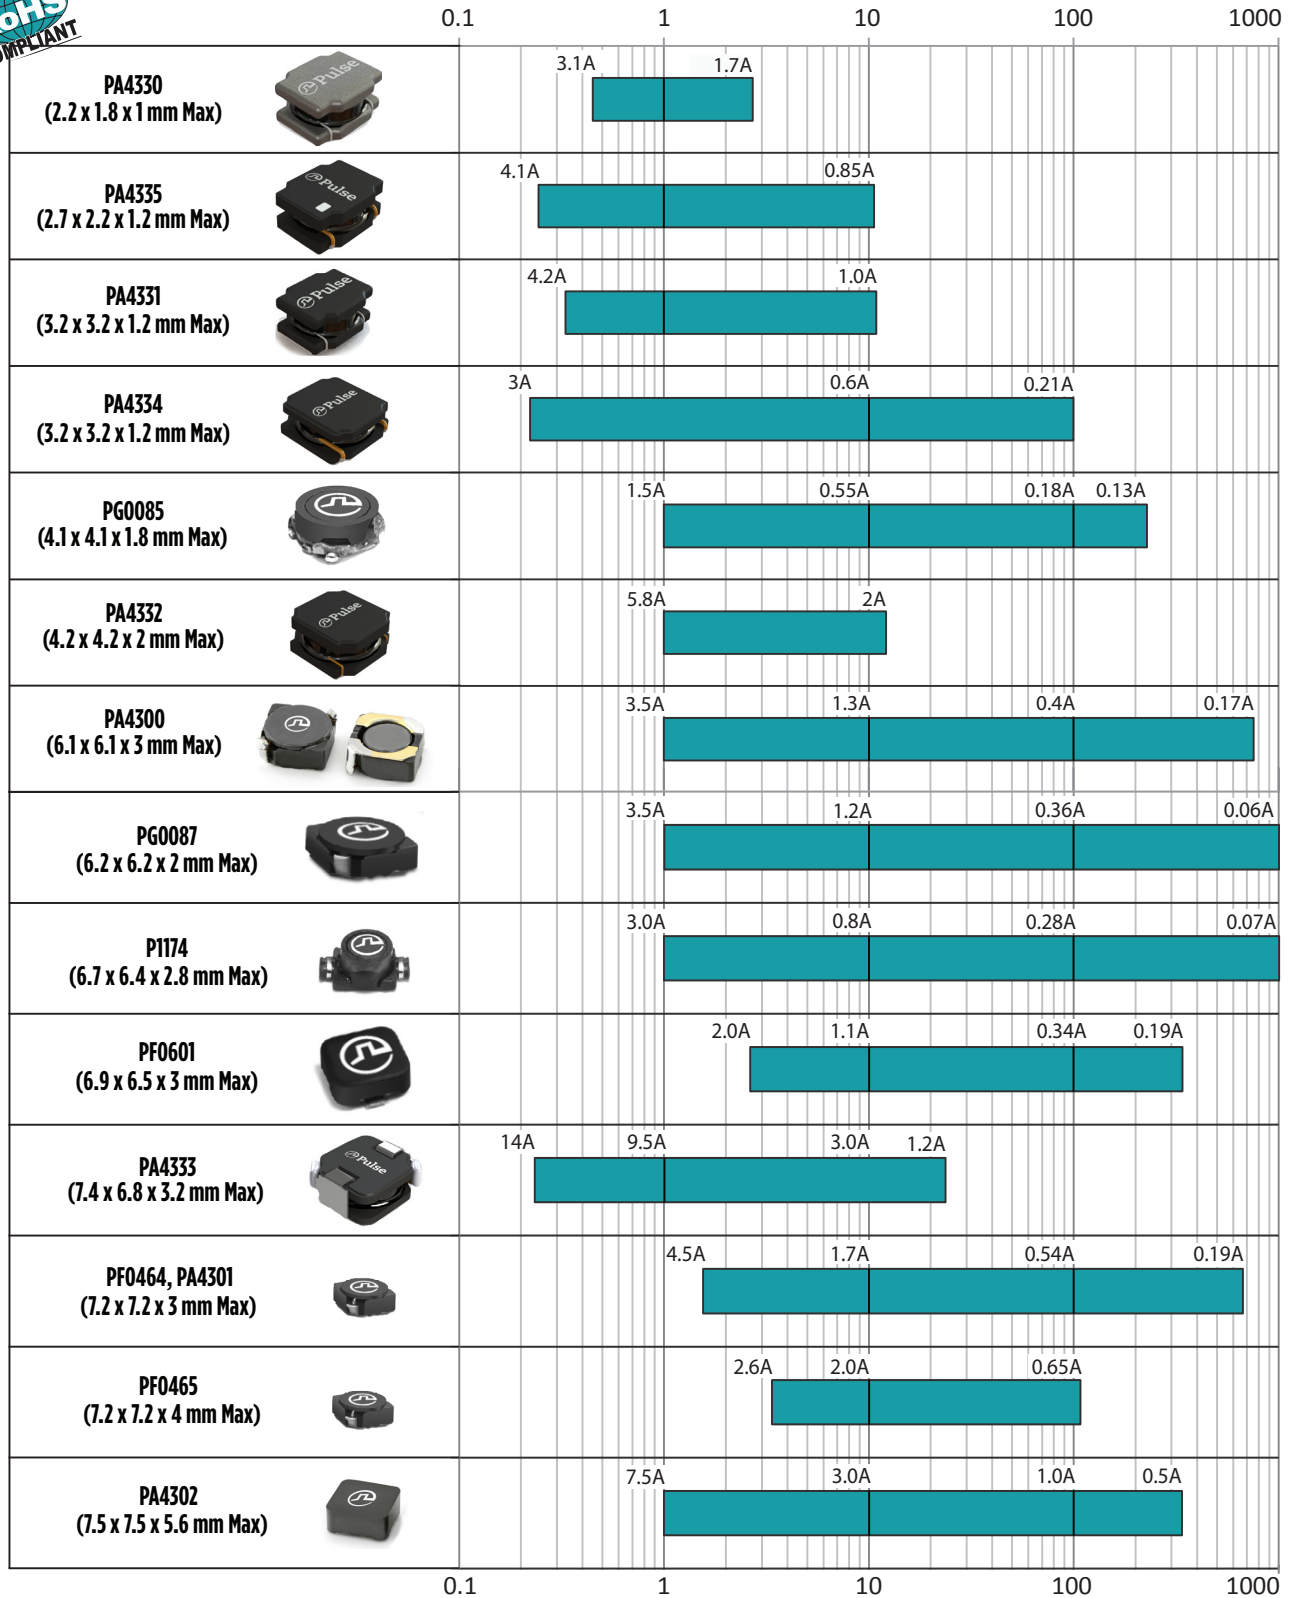 oHS
OMPLIANT
0.1 1 10 100 1000
PA4330
(2.2 x 1.8 x 1 mm Max)
Pulse
3.1A 1.7A
PA4335
(2.7 x 2.2 x 1.2 mm Max)
Pulse
4.1A 0.85A
PA4331
(3.2 x 3.2 x 1.2 mm Max)
Pulse
4.2A 1.0A
PA4334
(3.2 x 3.2 x 1.2 mm Max)
Pulse
3A 0.6A 0.21A
PG0085
(4.1 x 4.1 x 1.8 mm Max)
1.5A 0.55A 0.18A 0.13A
PA4332
(4.2 x 4.2 x 2 mm Max)
Pulse
5.8A 2A
PA4300
(6.1 x 6.1 x 3 mm Max)
3.5A 1.3A 0.4A 0.17A
PG0087
(6.2 x 6.2 x 2 mm Max)
3.5A 1.2A 0.36A 0.06A
P1174
(6.7 x 6.4 x 2.8 mm Max)
3.0A 0.8A 0.28A 0.07A
PF0601
(6.9 x 6.5 x 3 mm Max)
2.0A 1.1A 0.34A 0.19A
PA4333
(7.4 x 6.8 x 3.2 mm Max)
Pulse
14A 9.5A 3.0A 1.2A
PF0464, PA4301
(7.2 x 7.2 x 3 mm Max)
4.5A 1.7A 0.54A 0.19A
PF0465
(7.2 x 7.2 x 4 mm Max)
2.6A 2.0A 0.65A
PA4302
(7.5 x 7.5 x 5.6 mm Max)
7.5A 3.0A 1.0A 0.5A
0.1 1 10 100 1000